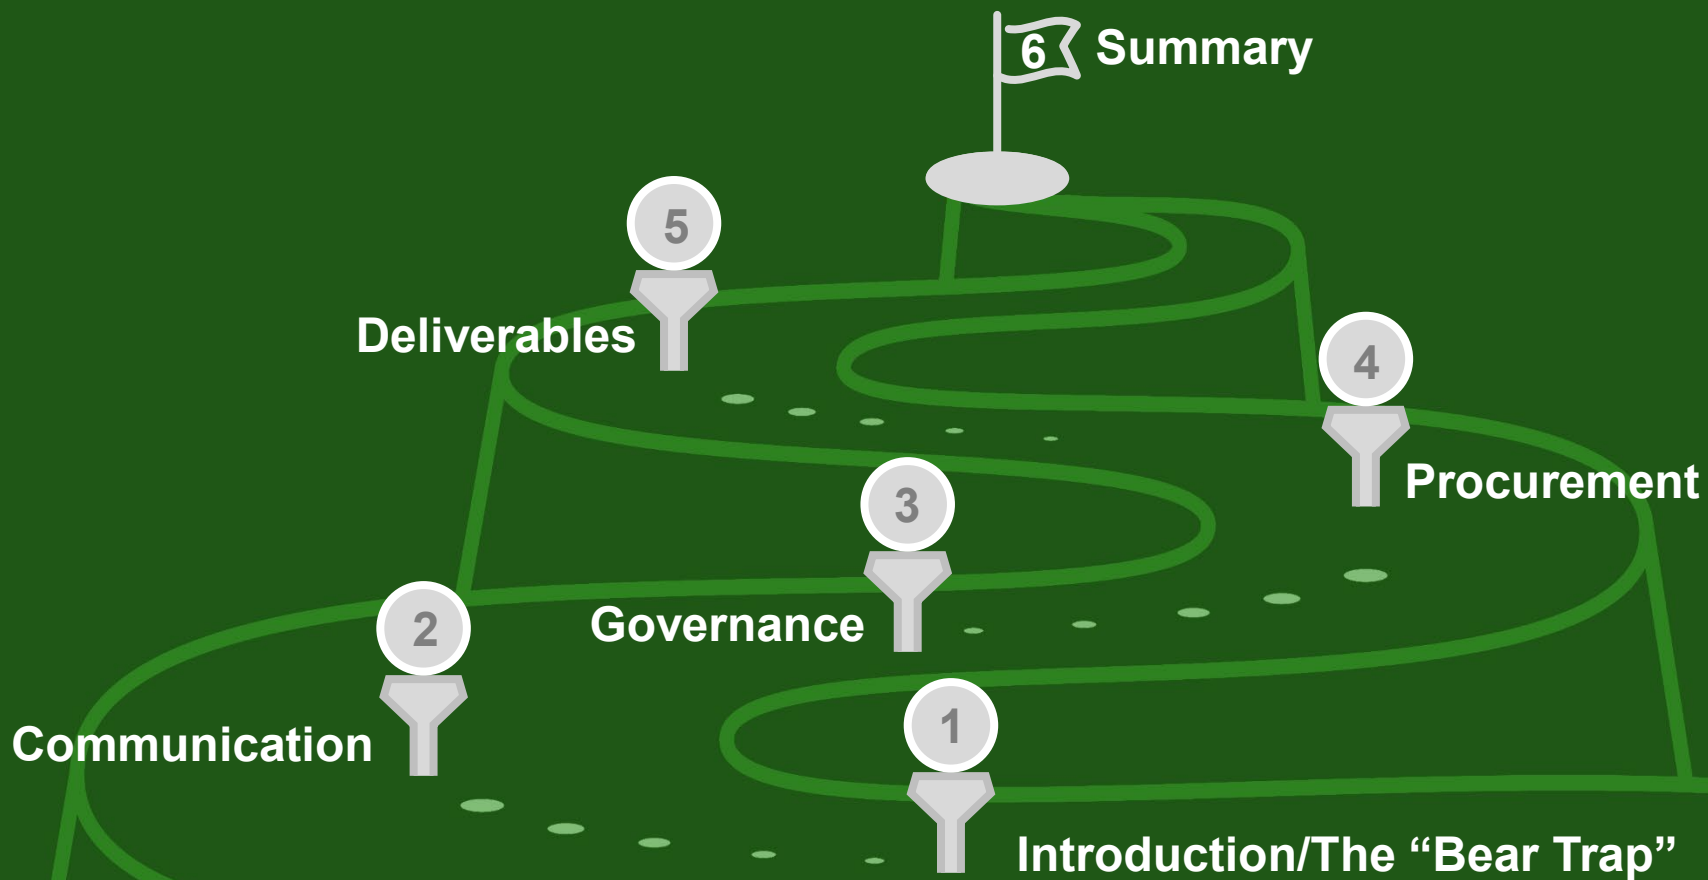 6 Summary
5
Deliverables
4
Procurement
3
Governance
2
Communication
1
Introduction/The “Bear Trap”